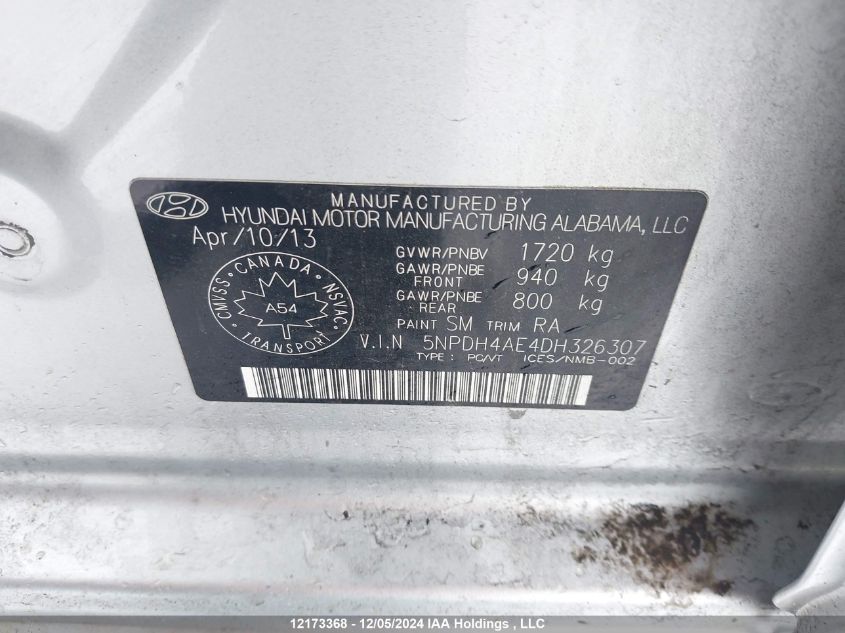 MANUFACTURED BY
HYUNDAI MOTOR MANUFACTURING ALABAMA, LLC
Apr/10/13
GVWR/PNBV 1720 kg
GAWR/PNBE FRONT 940 kg
GAWR/PNBE REAR 800 kg
PAINT SM TRIM RA
CMVSS · CANADA · NSVAC
A54
TRANSPORT
V.I.N 5NPDH4AE4DH326307
TYPE : PC/VT ICES/NMB-002
12173368 - 12/05/2024 IAA Holdings , LLC